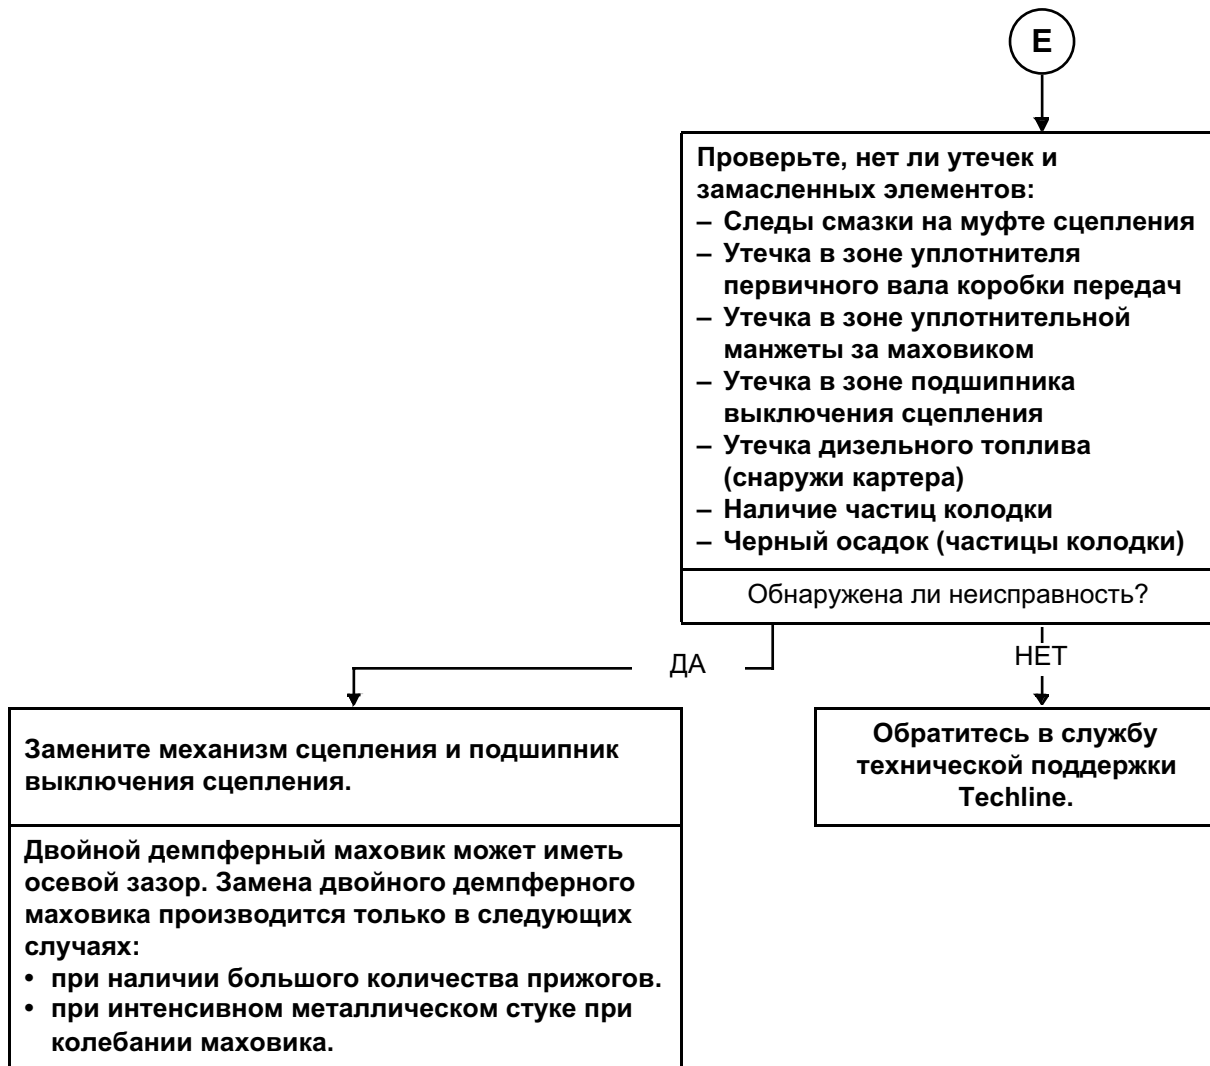 E
Проверьте, нет ли утечек и
замасленных элементов:
– Следы смазки на муфте сцепления
– Утечка в зоне уплотнителя
первичного вала коробки передач
– Утечка в зоне уплотнительной
манжеты за маховиком
– Утечка в зоне подшипника
выключения сцепления
– Утечка дизельного топлива
(снаружи картера)
– Наличие частиц колодки
– Черный осадок (частицы колодки)
Обнаружена ли неисправность?
ДА
НЕТ
Замените механизм сцепления и подшипник
выключения сцепления.
Двойной демпферный маховик может иметь
осевой зазор. Замена двойного демпферного
маховика производится только в следующих
случаях:
• при наличии большого количества прижогов.
• при интенсивном металлическом стуке при
колебании маховика.
Обратитесь в службу
технической поддержки
Techline.